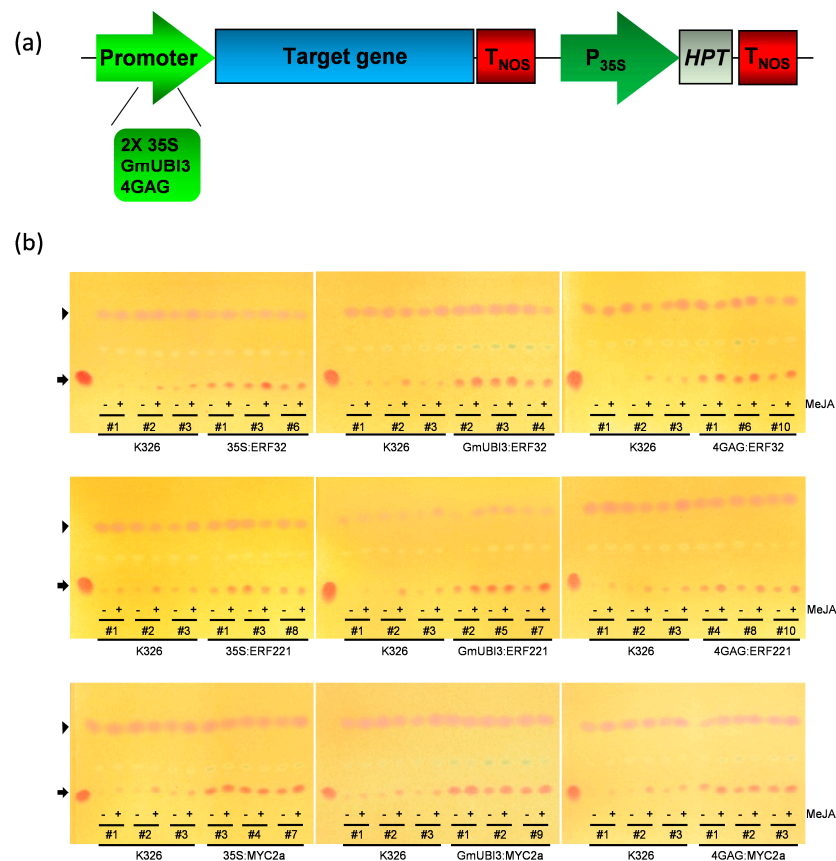 (a)
Promoter Target gene TNOS P35S HPT TNOS
2X 35S
GmUBI3
4GAG
(b)
- + - + - + - + - + - + - + - + - + - + - + - + - + - + - + - + - + - + MeJA
#1 #2 #3 #1 #3 #6 #1 #2 #3 #2 #3 #4 #1 #2 #3 #1 #6 #10
K326 35S:ERF32 K326 GmUBI3:ERF32 K326 4GAG:ERF32
- + - + - + - + - + - + - + - + - + - + - + - + - + - + - + - + - + - + MeJA
#1 #2 #3 #1 #3 #8 #1 #2 #3 #2 #5 #7 #1 #2 #3 #4 #8 #10
K326 35S:ERF221 K326 GmUBI3:ERF221 K326 4GAG:ERF221
- + - + - + - + - + - + - + - + - + - + - + - + - + - + - + - + - + - + MeJA
#1 #2 #3 #3 #4 #7 #1 #2 #3 #1 #2 #9 #1 #2 #3 #1 #2 #3
K326 35S:MYC2a K326 GmUBI3:MYC2a K326 4GAG:MYC2a